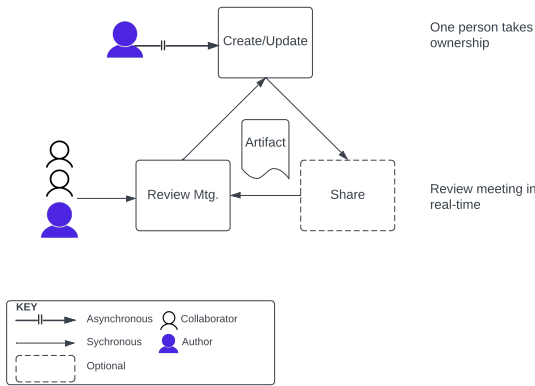 Create/Update
One person takes
ownership
Artifact
Review Mtg.
Share
Review meeting in
real-time
KEY
Asynchronous
Collaborator
Sychronous
Author
Optional